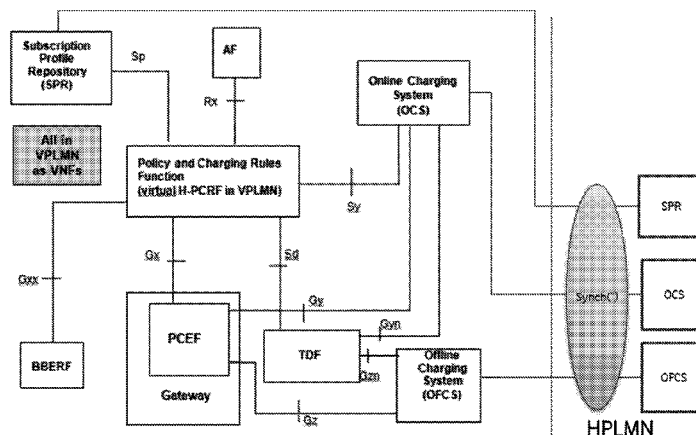 Subscription
Profile
Repository
(SPR)
Sp
AF
Rx
Online Charging
System
(OCS)
All in
VPLMN
as VNFs
Policy and Charging Rules
Function
(virtual H-PCRF in VPLMN)
Sy
SPR
Gx
Sd
Gxx
Gy
Synch(")
OCS
Gyn
PCEF
TDF
Gzn
Offline
Charging
System
(OFCS)
BBERF
Gateway
Gz
OFCS
HPLMN